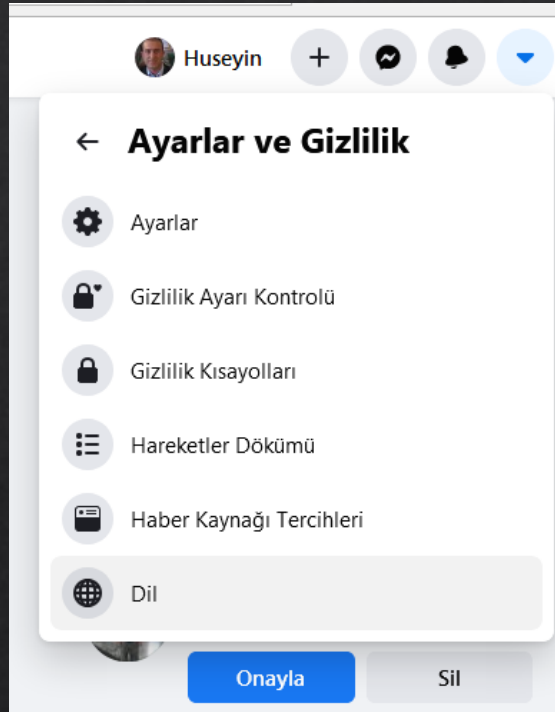 Huseyin
Ayarlar ve Gizlilik
Ayarlar
Gizlilik Ayarı Kontrolü
Gizlilik Kısayolları
Hareketler Dökümü
Haber Kaynağı Tercihleri
Dil
Onayla Sil